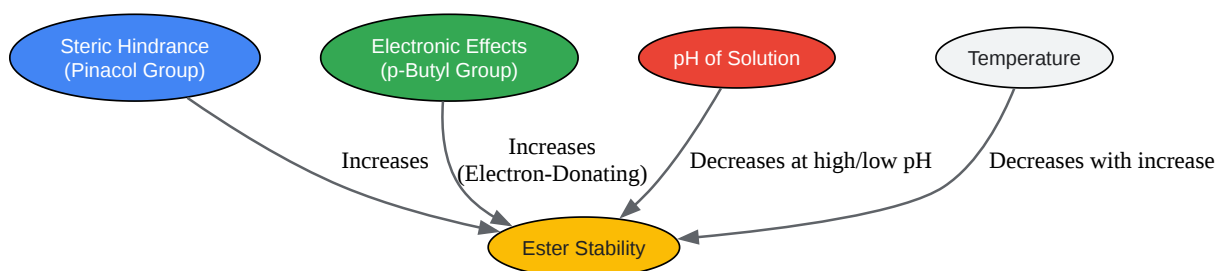 Steric Hindrance
(Pinacol Group)
Electronic Effects
(p-Butyl Group)
pH of Solution
Temperature
Increases
Increases
(Electron-Donating)
Decreases at high/low pH
Decreases with increase
Ester Stability